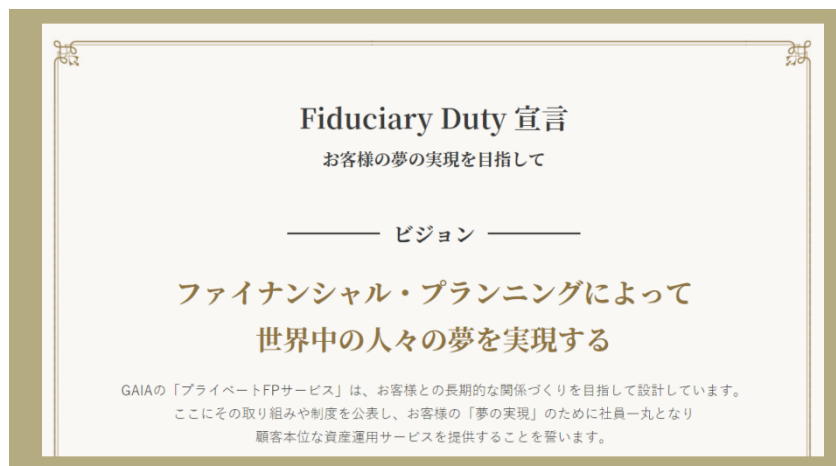 Fiduciary Duty 宣言
お客様の夢の実現を目指して
ビジョン
ファイナンシャル・プランニングによって
世界中の人々の夢を実現する
GAIAの「プライベートFPサービス」は、お客様との長期的な関係づくりを目指して設計しています。
ここにその取り組みや制度を公表し、お客様の「夢の実現」のために社員一丸となり
顧客本位な資産運用サービスを提供することを誓います。